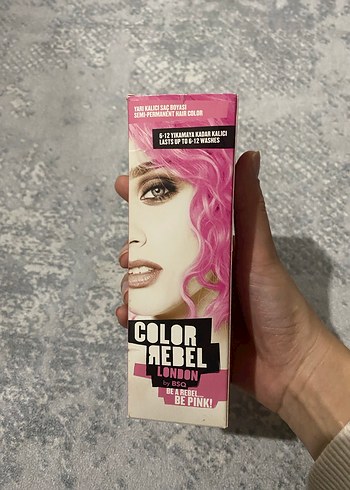 YARI KALICI SAÇ BOYASI
SEMI-PERMANENT HAIR COLOR
6-12 YIKAMAYA KADAR KALICI
LASTS UP TO 6-12 WASHES
COLOR
REBEL
LONDON
by BSQ
BE A REBEL...
BE PINK!